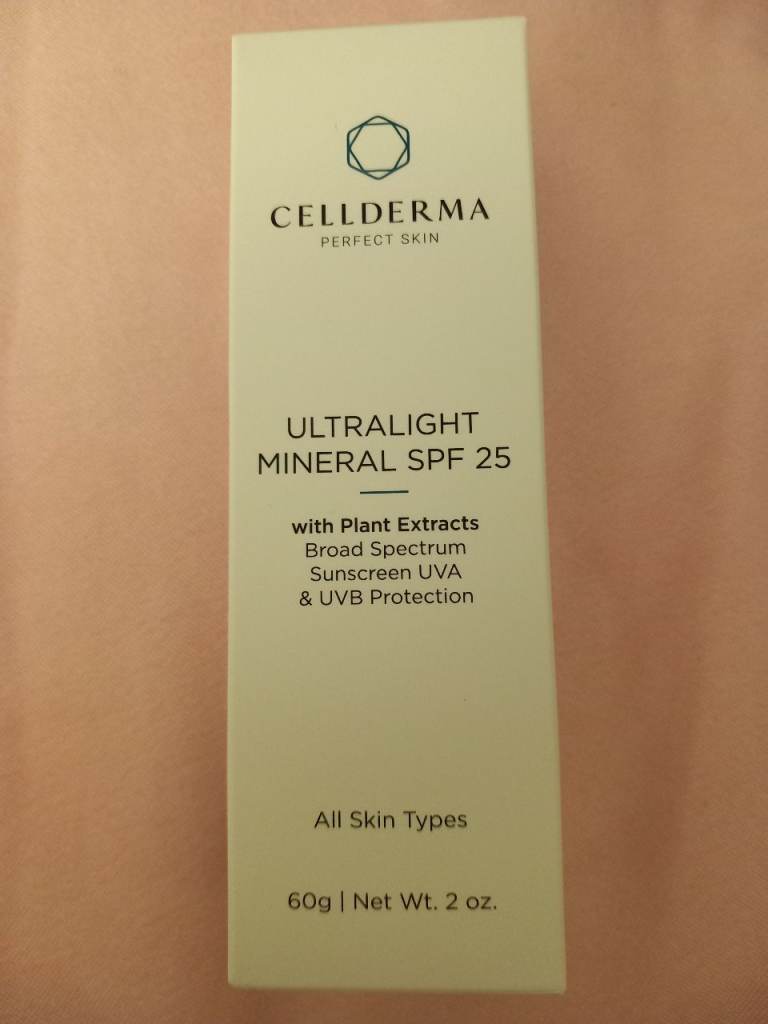 CELLDERMA
PERFECT SKIN
ULTRALIGHT
MINERAL SPF 25
with Plant Extracts
Broad Spectrum
Sunscreen UVA
& UVB Protection
All Skin Types
60g | Net Wt. 2 oz.